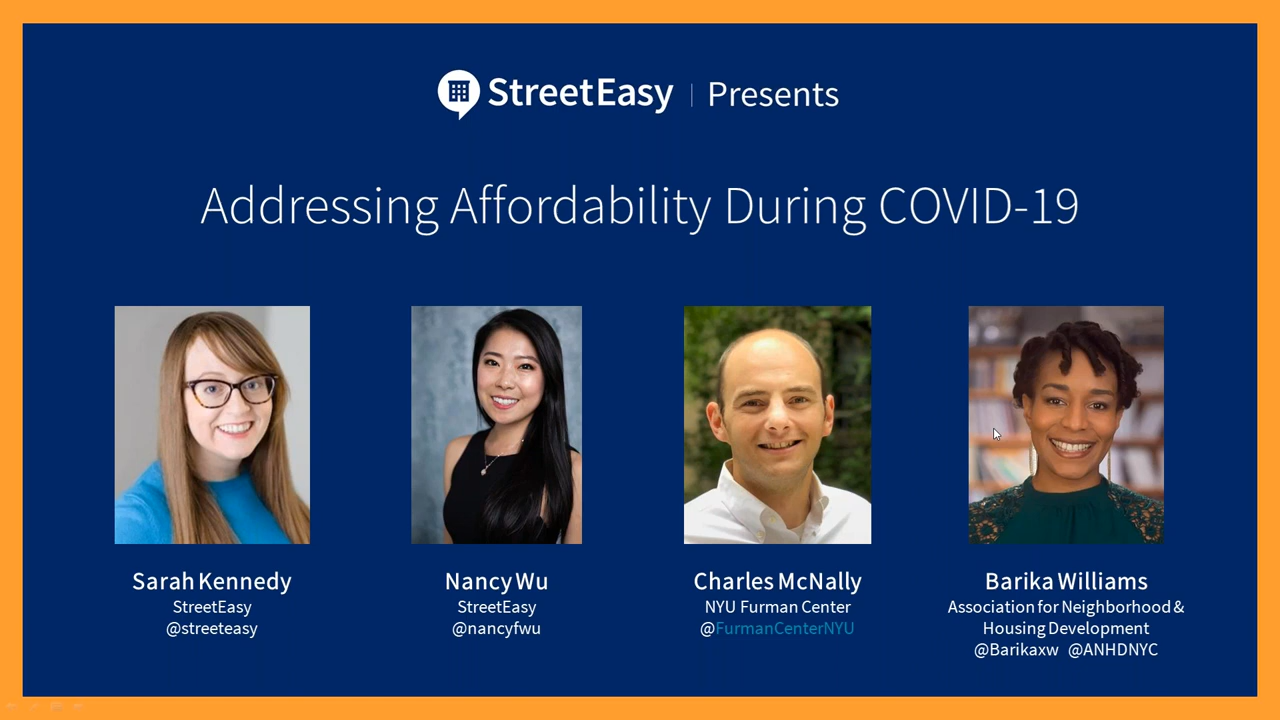 StreetEasy | Presents
Addressing Affordability During COVID-19
Sarah Kennedy
StreetEasy
@streeteasy
Nancy Wu
StreetEasy
@nancyfwu
Charles McNally
NYU Furman Center
@FurmanCenterNYU
Barika Williams
Association for Neighborhood &
Housing Development
@Barikaxw @ANHDNYC